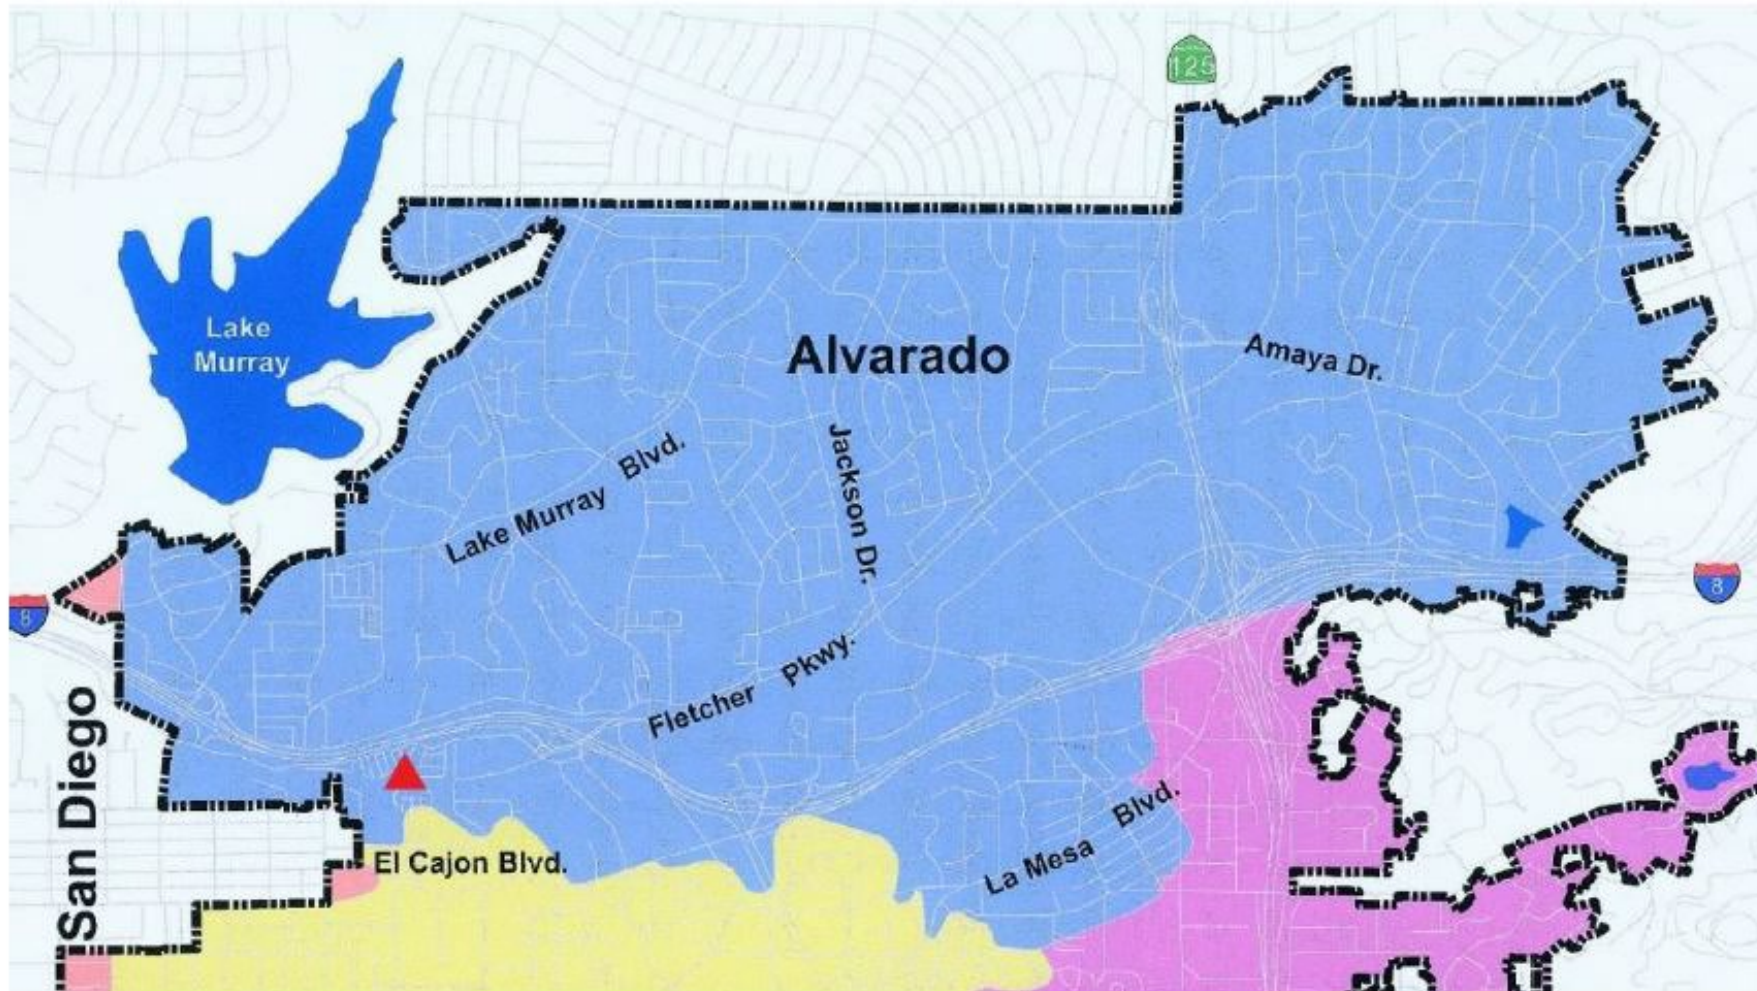 125
Lake
Murray
Alvarado
Amaya Dr.
Lake Murray Blvd.
Jackson Dr.
8
8
Fletcher Pkwy.
San Diego
La Mesa Blvd.
El Cajon Blvd.